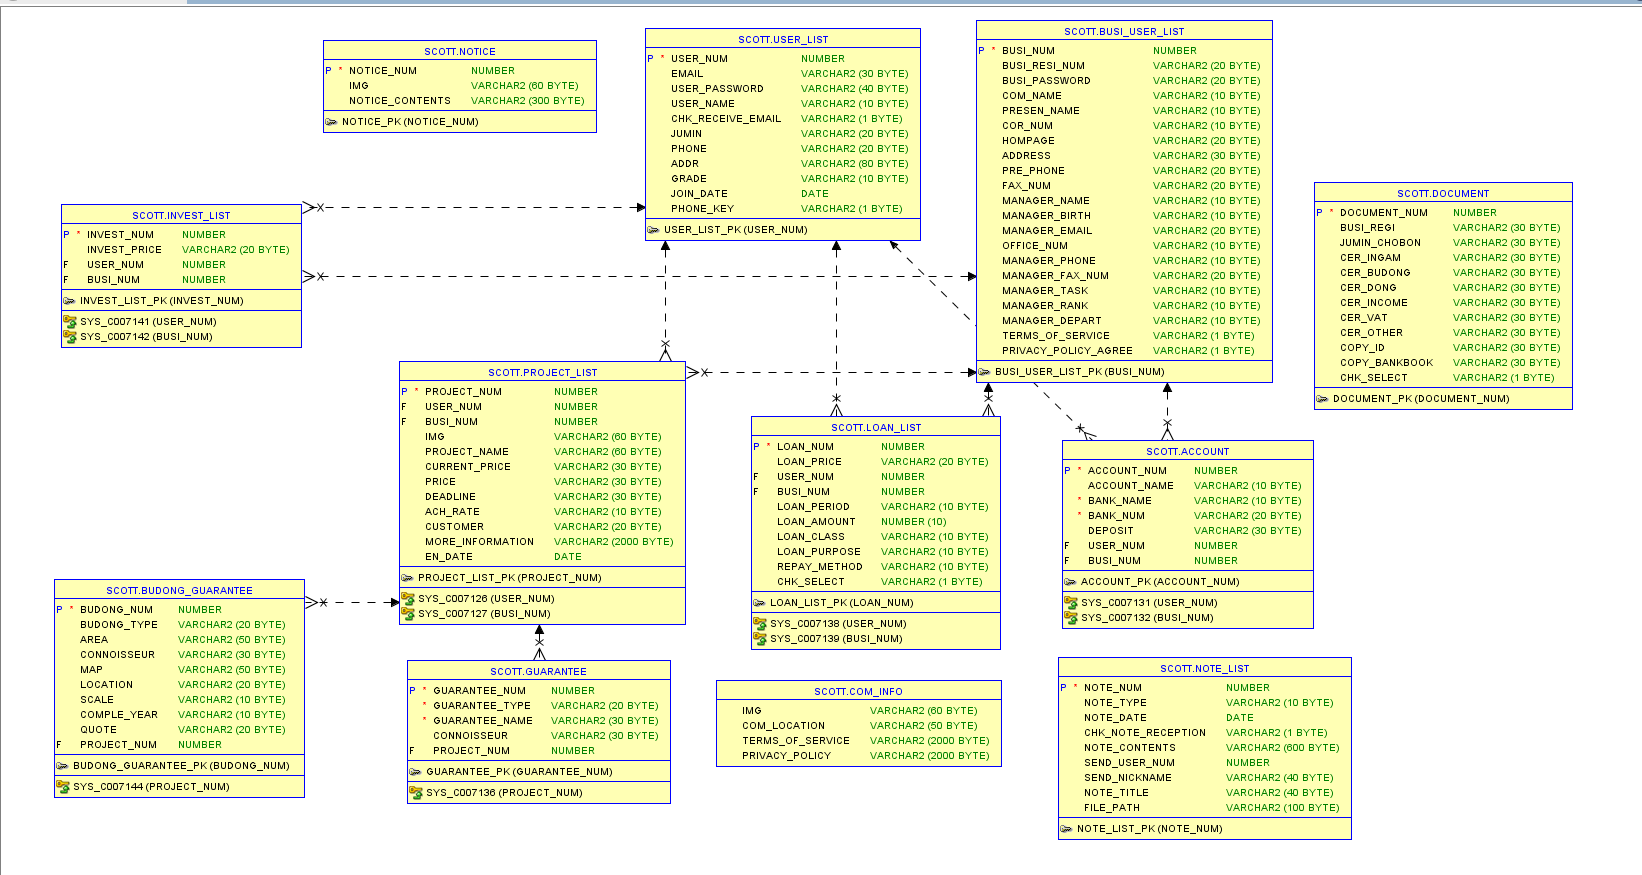 SCOTT.NOTICE
P * NOTICE_NUM NUMBER
IMG VARCHAR2 (60 BYTE)
NOTICE_CONTENTS VARCHAR2 (300 BYTE)
NOTICE_PK (NOTICE_NUM)
SCOTT.USER_LIST
P * USER_NUM NUMBER
EMAIL VARCHAR2 (30 BYTE)
USER_PASSWORD VARCHAR2 (40 BYTE)
USER_NAME VARCHAR2 (10 BYTE)
CHK_RECEIVE_EMAIL VARCHAR2 (1 BYTE)
JUMIN VARCHAR2 (20 BYTE)
PHONE VARCHAR2 (20 BYTE)
ADDR VARCHAR2 (80 BYTE)
GRADE VARCHAR2 (10 BYTE)
JOIN_DATE DATE
PHONE_KEY VARCHAR2 (1 BYTE)
USER_LIST_PK (USER_NUM)
SCOTT.BUSI_USER_LIST
P * BUSI_NUM NUMBER
BUSI_RESI_NUM VARCHAR2 (20 BYTE)
BUSI_PASSWORD VARCHAR2 (20 BYTE)
COM_NAME VARCHAR2 (10 BYTE)
PRESEN_NAME VARCHAR2 (10 BYTE)
COR_NUM VARCHAR2 (10 BYTE)
HOMPAGE VARCHAR2 (20 BYTE)
ADDRESS VARCHAR2 (30 BYTE)
PRE_PHONE VARCHAR2 (20 BYTE)
FAX_NUM VARCHAR2 (20 BYTE)
MANAGER_NAME VARCHAR2 (10 BYTE)
MANAGER_BIRTH VARCHAR2 (10 BYTE)
MANAGER_EMAIL VARCHAR2 (20 BYTE)
OFFICE_NUM VARCHAR2 (10 BYTE)
MANAGER_PHONE VARCHAR2 (10 BYTE)
MANAGER_FAX_NUM VARCHAR2 (20 BYTE)
MANAGER_TASK VARCHAR2 (10 BYTE)
MANAGER_RANK VARCHAR2 (10 BYTE)
MANAGER_DEPART VARCHAR2 (10 BYTE)
TERMS_OF_SERVICE VARCHAR2 (1 BYTE)
PRIVACY_POLICY_AGREE VARCHAR2 (1 BYTE)
BUSI_USER_LIST_PK (BUSI_NUM)
SCOTT.DOCUMENT
P * DOCUMENT_NUM NUMBER
BUSI_REGI VARCHAR2 (30 BYTE)
JUMIN_CHOBON VARCHAR2 (30 BYTE)
CER_INGAM VARCHAR2 (30 BYTE)
CER_BUDONG VARCHAR2 (30 BYTE)
CER_DONG VARCHAR2 (30 BYTE)
CER_INCOME VARCHAR2 (30 BYTE)
CER_VAT VARCHAR2 (30 BYTE)
CER_OTHER VARCHAR2 (30 BYTE)
COPY_ID VARCHAR2 (30 BYTE)
COPY_BANKBOOK VARCHAR2 (30 BYTE)
CHK_SELECT VARCHAR2 (1 BYTE)
DOCUMENT_PK (DOCUMENT_NUM)
SCOTT.INVEST_LIST
P * INVEST_NUM NUMBER
INVEST_PRICE VARCHAR2 (20 BYTE)
F USER_NUM NUMBER
F BUSI_NUM NUMBER
INVEST_LIST_PK (INVEST_NUM)
SYS_C007141 (USER_NUM)
SYS_C007142 (BUSI_NUM)
SCOTT.PROJECT_LIST
P * PROJECT_NUM NUMBER
F USER_NUM NUMBER
F BUSI_NUM NUMBER
IMG VARCHAR2 (60 BYTE)
PROJECT_NAME VARCHAR2 (60 BYTE)
CURRENT_PRICE VARCHAR2 (30 BYTE)
PRICE VARCHAR2 (30 BYTE)
DEADLINE VARCHAR2 (30 BYTE)
ACH_RATE VARCHAR2 (10 BYTE)
CUSTOMER VARCHAR2 (20 BYTE)
MORE_INFORMATION VARCHAR2 (2000 BYTE)
EN_DATE DATE
PROJECT_LIST_PK (PROJECT_NUM)
SYS_C007126 (USER_NUM)
SYS_C007127 (BUSI_NUM)
SCOTT.LOAN_LIST
P * LOAN_NUM NUMBER
LOAN_PRICE VARCHAR2 (20 BYTE)
F USER_NUM NUMBER
F BUSI_NUM NUMBER
LOAN_PERIOD VARCHAR2 (10 BYTE)
LOAN_AMOUNT NUMBER (10)
LOAN_CLASS VARCHAR2 (10 BYTE)
LOAN_PURPOSE VARCHAR2 (10 BYTE)
REPAY_METHOD VARCHAR2 (10 BYTE)
CHK_SELECT VARCHAR2 (1 BYTE)
LOAN_LIST_PK (LOAN_NUM)
SYS_C007138 (USER_NUM)
SYS_C007139 (BUSI_NUM)
SCOTT.ACCOUNT
P * ACCOUNT_NUM NUMBER
ACCOUNT_NAME VARCHAR2 (10 BYTE)
* BANK_NAME VARCHAR2 (10 BYTE)
* BANK_NUM VARCHAR2 (20 BYTE)
DEPOSIT VARCHAR2 (30 BYTE)
F USER_NUM NUMBER
F BUSI_NUM NUMBER
ACCOUNT_PK (ACCOUNT_NUM)
SYS_C007131 (USER_NUM)
SYS_C007132 (BUSI_NUM)
SCOTT.BUDONG_GUARANTEE
P * BUDONG_NUM NUMBER
BUDONG_TYPE VARCHAR2 (20 BYTE)
AREA VARCHAR2 (50 BYTE)
CONNOISSEUR VARCHAR2 (30 BYTE)
MAP VARCHAR2 (50 BYTE)
LOCATION VARCHAR2 (20 BYTE)
SCALE VARCHAR2 (10 BYTE)
COMPLE_YEAR VARCHAR2 (10 BYTE)
QUOTE VARCHAR2 (20 BYTE)
F PROJECT_NUM NUMBER
BUDONG_GUARANTEE_PK (BUDONG_NUM)
SYS_C007144 (PROJECT_NUM)
SCOTT.GUARANTEE
P * GUARANTEE_NUM NUMBER
* GUARANTEE_TYPE VARCHAR2 (20 BYTE)
* GUARANTEE_NAME VARCHAR2 (30 BYTE)
CONNOISSEUR VARCHAR2 (30 BYTE)
F PROJECT_NUM NUMBER
GUARANTEE_PK (GUARANTEE_NUM)
SYS_C007136 (PROJECT_NUM)
SCOTT.COM_INFO
IMG VARCHAR2 (60 BYTE)
COM_LOCATION VARCHAR2 (50 BYTE)
TERMS_OF_SERVICE VARCHAR2 (2000 BYTE)
PRIVACY_POLICY VARCHAR2 (2000 BYTE)
SCOTT.NOTE_LIST
P * NOTE_NUM NUMBER
NOTE_TYPE VARCHAR2 (10 BYTE)
NOTE_DATE DATE
CHK_NOTE_RECEPTION VARCHAR2 (1 BYTE)
NOTE_CONTENTS VARCHAR2 (600 BYTE)
SEND_USER_NUM NUMBER
SEND_NICKNAME VARCHAR2 (40 BYTE)
NOTE_TITLE VARCHAR2 (40 BYTE)
FILE_PATH VARCHAR2 (100 BYTE)
NOTE_LIST_PK (NOTE_NUM)